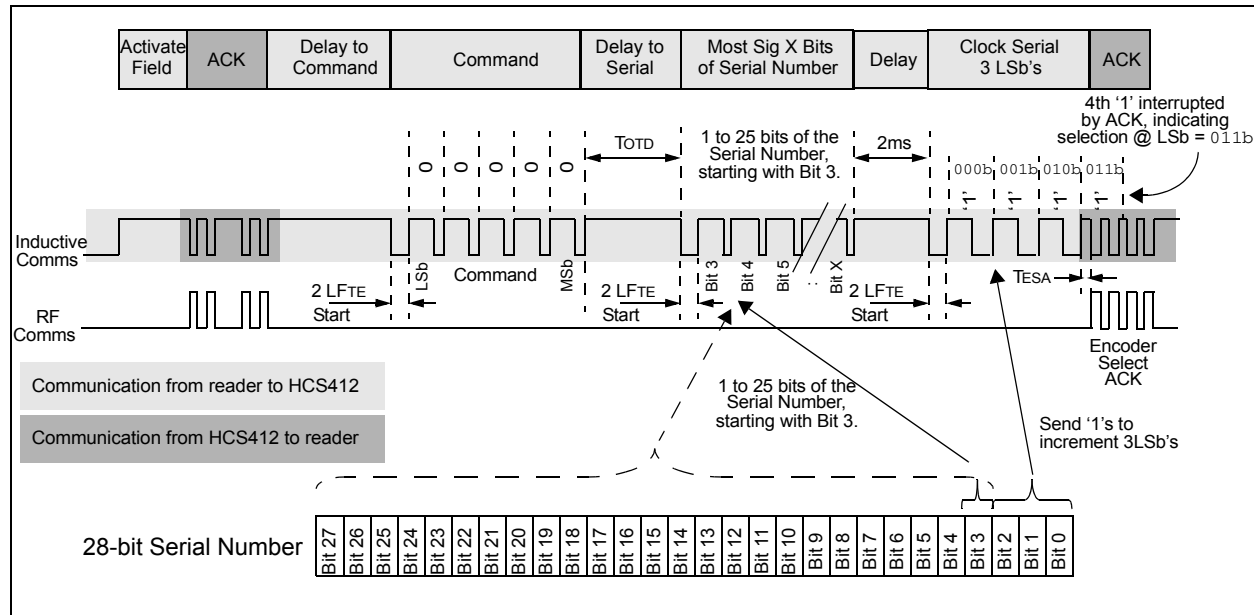 Activate
Field
ACK
Delay to
Command
Command
Delay to
Serial
Most Sig X Bits
of Serial Number
Delay
Clock Serial
3 LSb's
ACK
4th ‘1’ interrupted
by ACK, indicating
selection @ LSb = 011b
0
0
0
0
0
TOTD
1 to 25 bits of the
Serial Number,
starting with Bit 3.
2ms
000b
001b
010b
011b
‘1’
‘1’
‘1’
‘1’
Inductive
Comms
LSb
Command
MSb
Bit 3
Bit 4
Bit 5
: :
Bit X
TESA
2 LFTE
Start
2 LFTE
Start
2 LFTE
Start
RF
Comms
Encoder
Select
ACK
Communication from reader to HCS412
Communication from HCS412 to reader
1 to 25 bits of the
Serial Number,
starting with Bit 3.
Send ‘1’s to
increment 3LSb's
28-bit Serial Number
Bit 27
Bit 26
Bit 25
Bit 24
Bit 23
Bit 22
Bit 21
Bit 20
Bit 19
Bit 18
Bit 17
Bit 16
Bit 15
Bit 14
Bit 13
Bit 12
Bit 11
Bit 10
Bit 9
Bit 8
Bit 7
Bit 6
Bit 5
Bit 4
Bit 3
Bit 2
Bit 1
Bit 0